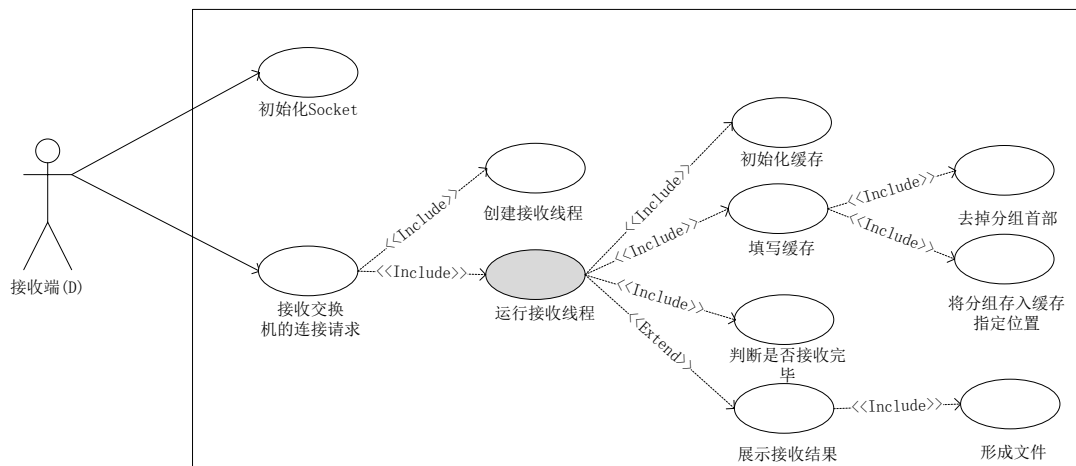 初始化Socket
初始化缓存
<<Include>>
<<Include>>
创建接收线程
<<Include>>
<<Include>>
去掉分组首部
填写缓存
<<Include>>
<<Include>>
<<Include>>
接收端(D)
接收交换
机的连接请求
运行接收线程
<<Include>>
将分组存入缓存
指定位置
<<Extend>>
判断是否接收完
毕
<<Include>>
展示接收结果
形成文件